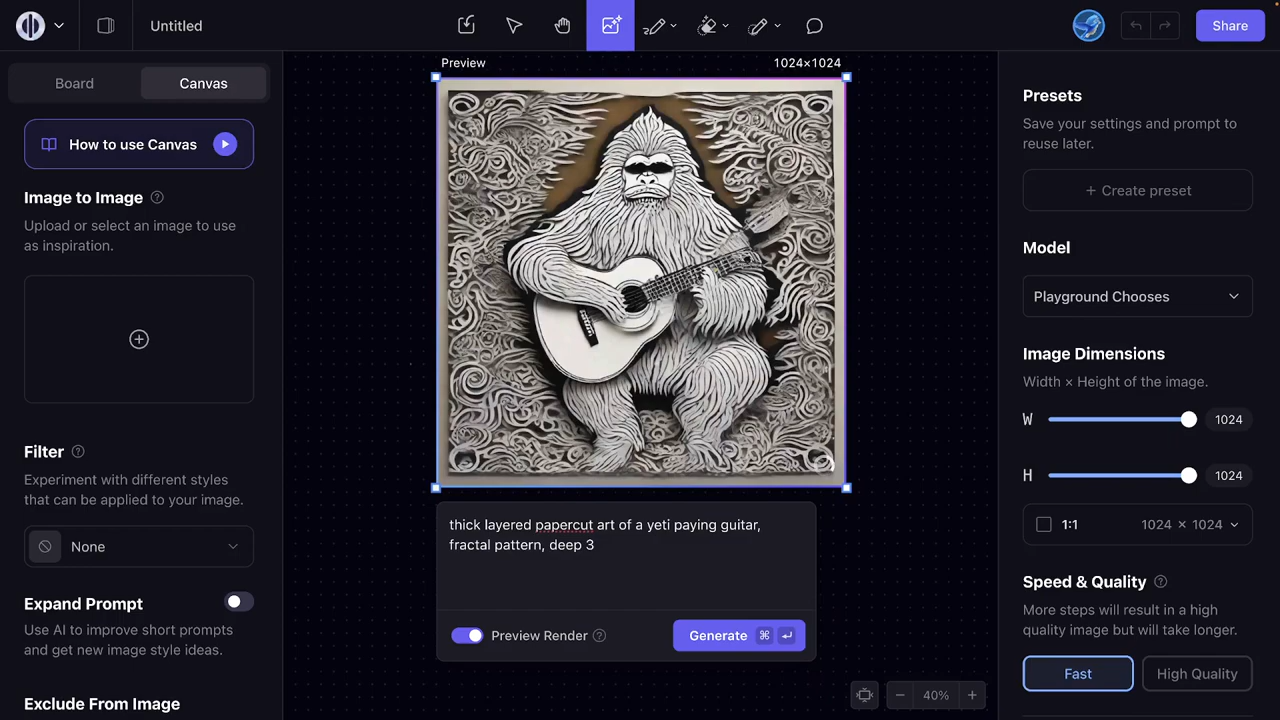 Untitled
Share
Board
Canvas
How to use Canvas
Image to Image
Upload or select an image to use
as inspiration.
Filter
Experiment with different styles
that can be applied to your image.
None
Expand Prompt
Use AI to improve short prompts
and get new image style ideas.
Exclude From Image
Preview
1024×1024
thick layered papercut art of a yeti paying guitar,
fractal pattern, deep 3
Preview Render
Generate ⌘ ↵
40%
Presets
Save your settings and prompt to
reuse later.
+ Create preset
Model
Playground Chooses
Image Dimensions
Width × Height of the image.
W 1024
H 1024
1:1 1024 × 1024
Speed & Quality
More steps will result in a high
quality image but will take longer.
Fast
High Quality